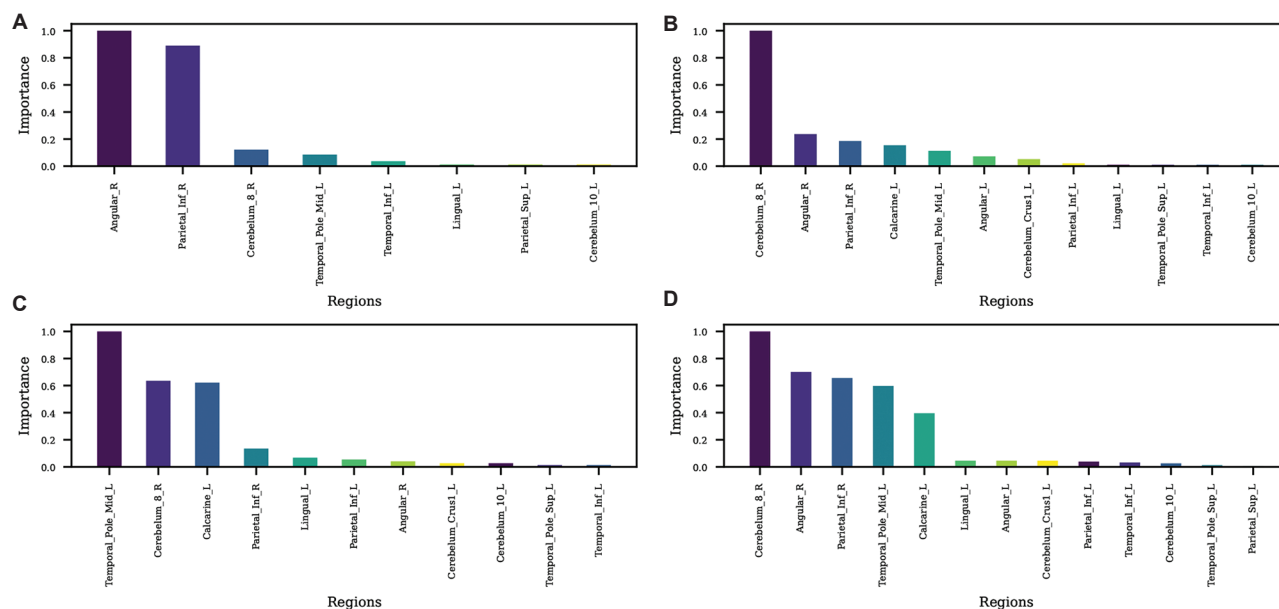 A
Importance
1.0
0.8
0.6
0.4
0.2
0.0
Angular_R
Parietal_Inf_R
Cerebelum_8_R
Temporal_Pole_Mid_L
Temporal_Inf_L
Lingual_L
Parietal_Sup_L
Cerebelum_10_L
Regions
B
Importance
1.0
0.8
0.6
0.4
0.2
0.0
Cerebelum_8_R
Angular_R
Parietal_Inf_R
Calcarine_L
Temporal_Pole_Mid_L
Angular_L
Cerebelum_Crus1_L
Parietal_Inf_L
Lingual_L
Temporal_Pole_Sup_L
Temporal_Inf_L
Cerebelum_10_L
Regions
C
Importance
1.0
0.8
0.6
0.4
0.2
0.0
Temporal_Pole_Mid_L
Cerebelum_8_R
Calcarine_L
Parietal_Inf_R
Lingual_L
Parietal_Inf_L
Angular_R
Cerebelum_Crus1_L
Cerebelum_10_L
Temporal_Pole_Sup_L
Temporal_Inf_L
Regions
D
Importance
1.0
0.8
0.6
0.4
0.2
0.0
Cerebelum_8_R
Angular_R
Parietal_Inf_R
Temporal_Pole_Mid_L
Calcarine_L
Lingual_L
Angular_L
Cerebelum_Crus1_L
Parietal_Inf_L
Temporal_Inf_L
Cerebelum_10_L
Temporal_Pole_Sup_L
Parietal_Sup_L
Regions